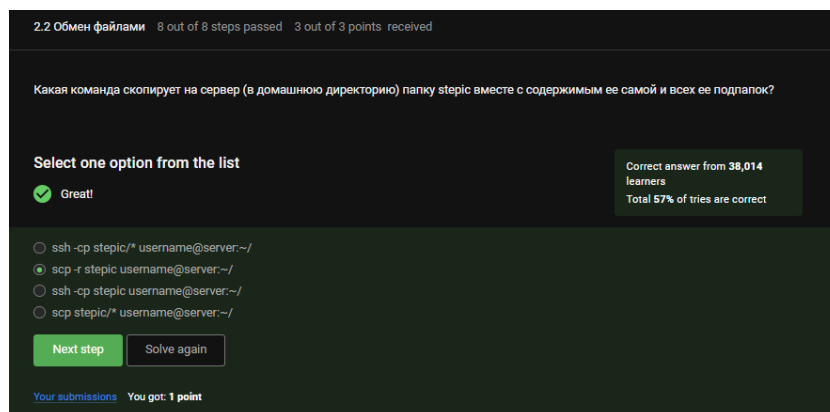 2.2 Обмен файлами 8 out of 8 steps passed 3 out of 3 points received
Какая команда скопирует на сервер (в домашнюю директорию) папку stepic вместе с содержимым ее самой и всех ее подпапок?
Select one option from the list
Great!
Correct answer from 38,014
learners
Total 57% of tries are correct
ssh -cp stepic/* username@server:~/
scp -r stepic username@server:~/
ssh -cp stepic username@server:~/
scp stepic/* username@server:~/
Next step Solve again
Your submissions You got: 1 point